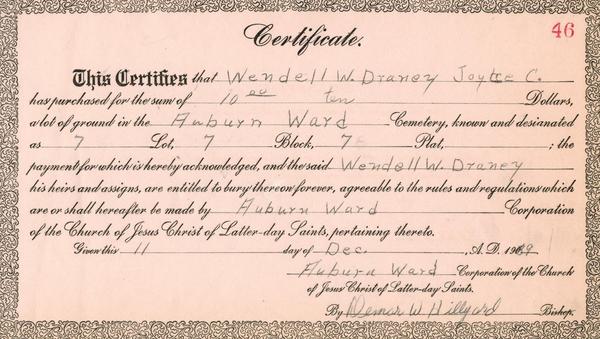 46
Certificate.
This Certifies that Wendell W. Draney Joyce C.
has purchased for the sum of 10 00 ten Dollars,
a lot of ground in the Auburn Ward Cemetery, known and designated
as 7 Lot, 7 Block, 7 Plat, ; the
payment for which is hereby acknowledged, and the said Wendell W. Draney
his heirs and assigns, are entitled to bury thereon forever, agreeable to the rules and regulations which
are or shall hereafter be made by Auburn Ward Corporation
of the Church of Jesus Christ of Latter-day Saints, pertaining thereto.
Given this 11 day of Dec. , A. D. 1969
Auburn Ward Corporation of the Church
of Jesus Christ of Latter-day Saints.
By Demar W. Hillyard Bishop.